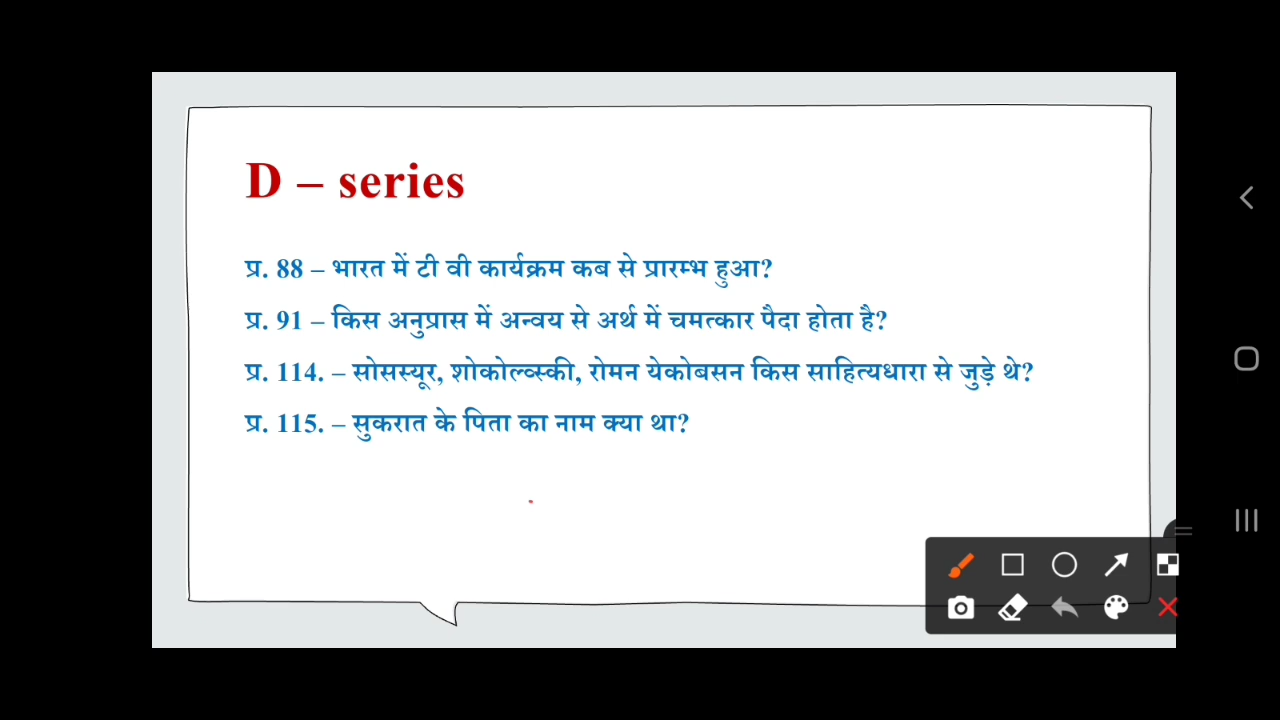 D – series
प्र. 88 – भारत में टी वी कार्यक्रम कब से प्रारम्भ हुआ?
प्र. 91 – किस अनुप्रास में अन्वय से अर्थ में चमत्कार पैदा होता है?
प्र. 114. – सोसस्यूर, शोकोल्व्स्की, रोमन येकोबसन किस साहित्यधारा से जुड़े थे?
प्र. 115. – सुकरात के पिता का नाम क्या था?